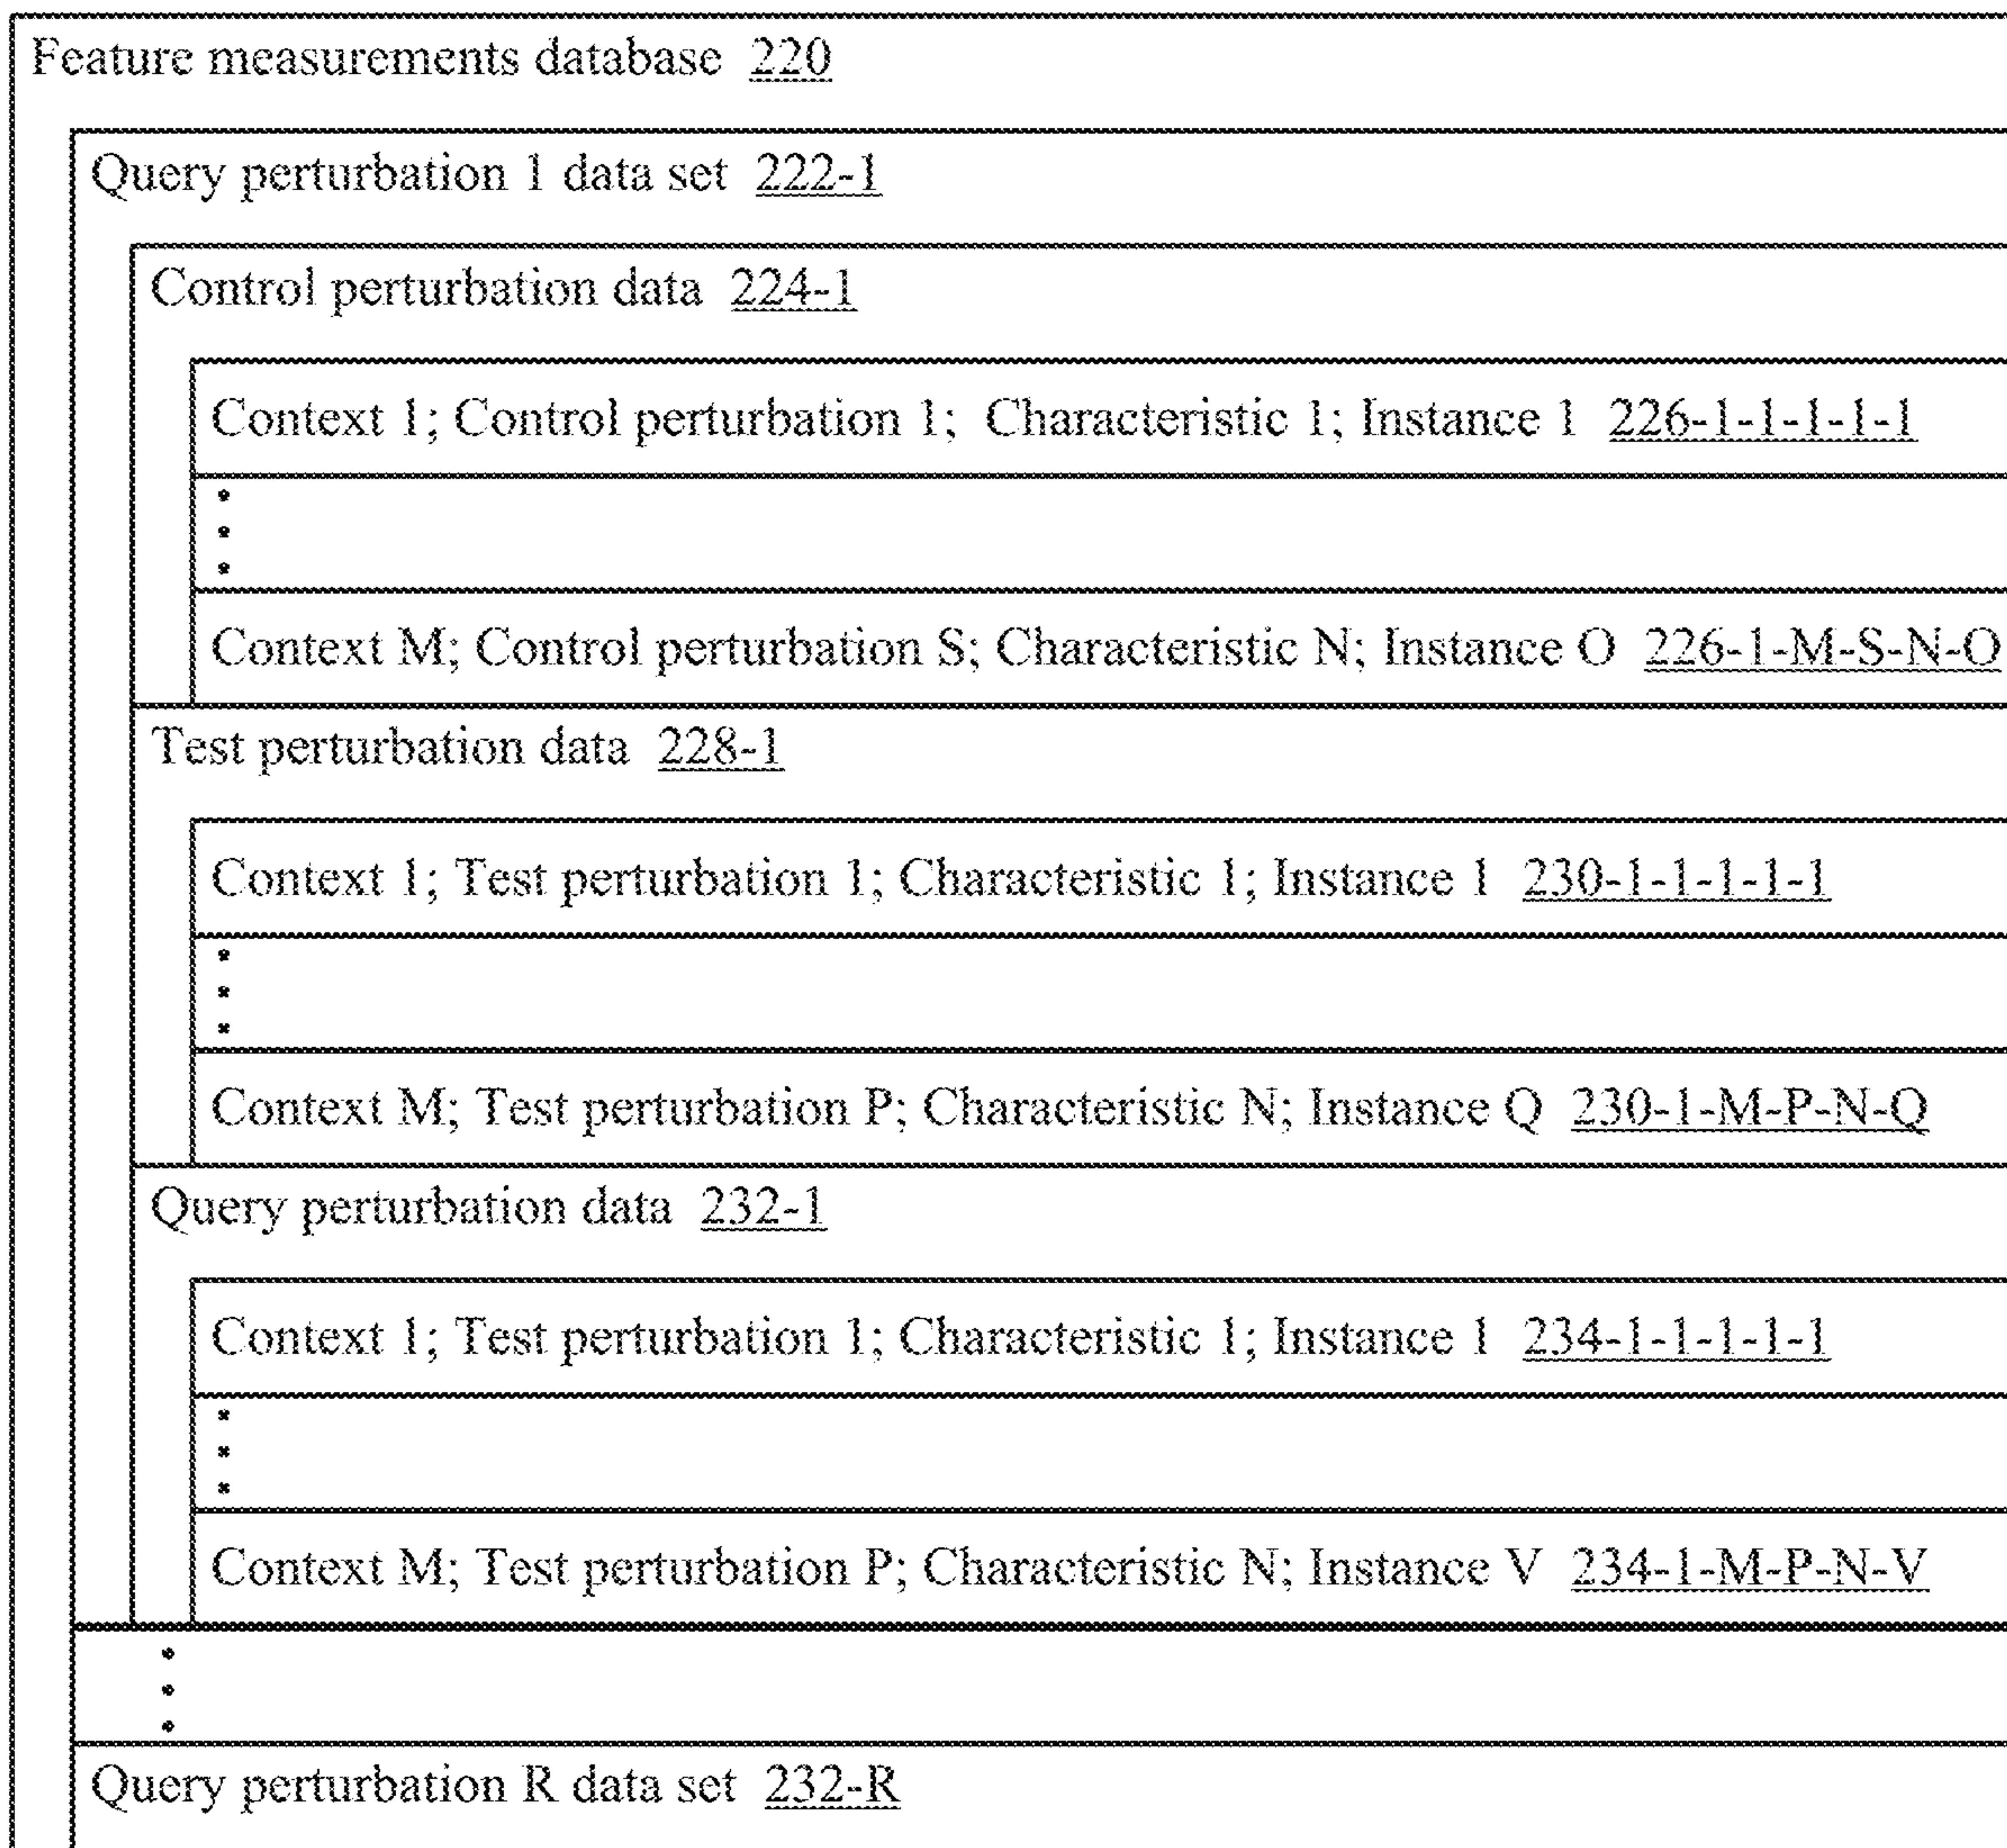 Feature measurements database 220
Query perturbation 1 data set 222-1
Control perturbation data 224-1
Context 1; Control perturbation 1; Characteristic 1; Instance 1 226-1-1-1-1-1
Context M; Control perturbation S; Characteristic N; Instance O 226-1-M-S-N-O
Test perturbation data 228-1
Context 1; Test perturbation 1; Characteristic 1; Instance 1 230-1-1-1-1-1
Context M; Test perturbation P; Characteristic N; Instance Q 230-1-M-P-N-Q
Query perturbation data 232-1
Context 1; Test perturbation 1; Characteristic 1; Instance 1 234-1-1-1-1-1
Context M; Test perturbation P; Characteristic N; Instance V 234-1-M-P-N-V
Query perturbation R data set 232-R